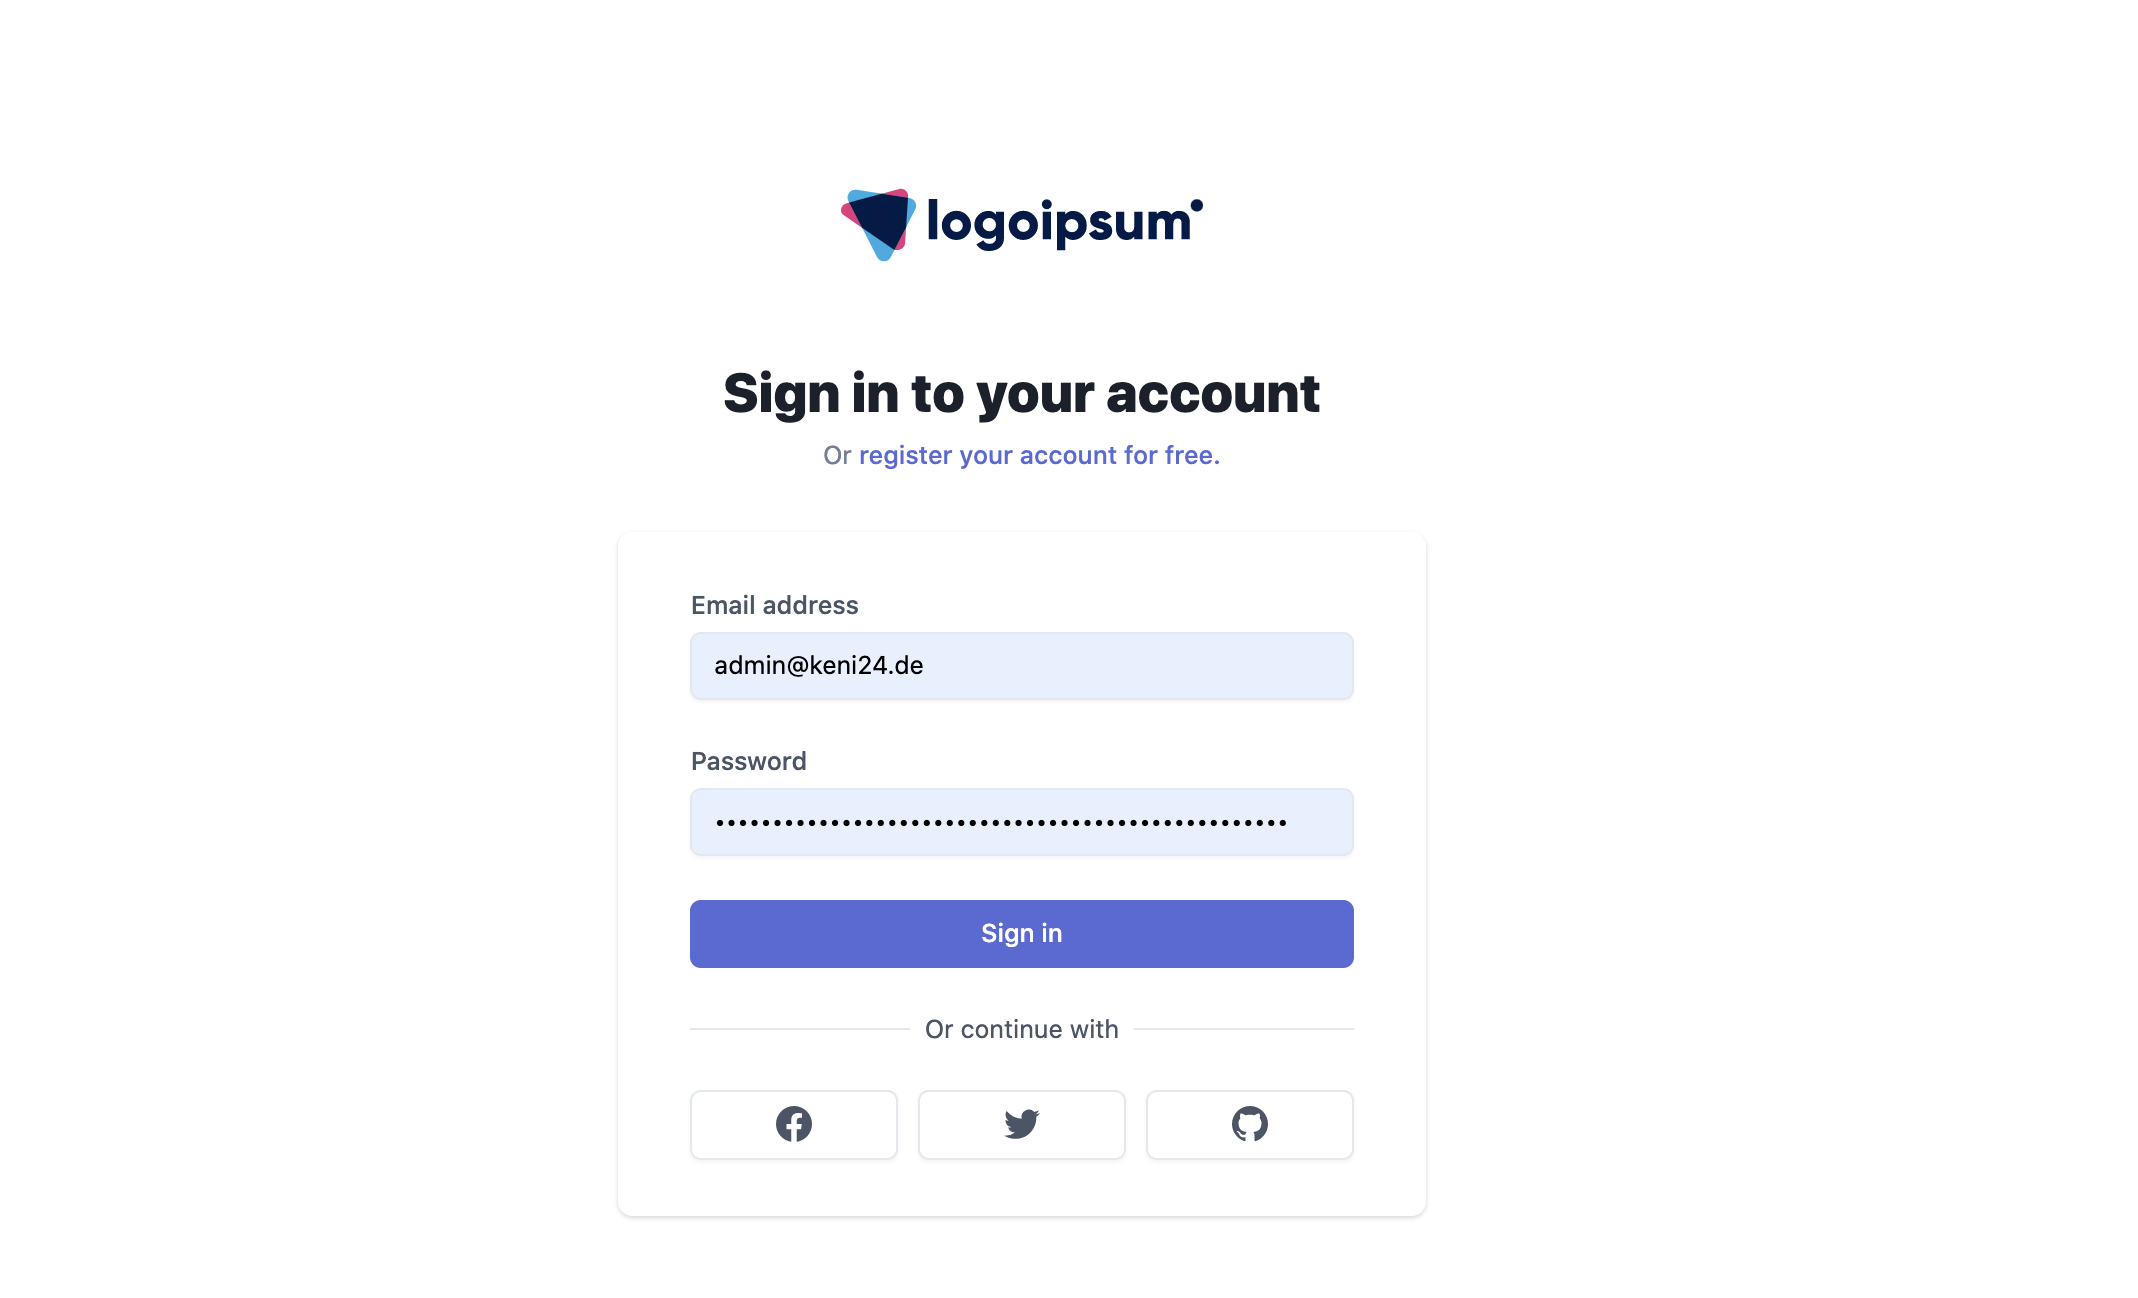 logoipsum
Sign in to your account
Or register your account for free.
Email address
admin@keni24.de
Password
••••••••••••••••••••••••••••••••••••••••••••••••••
Sign in
Or continue with